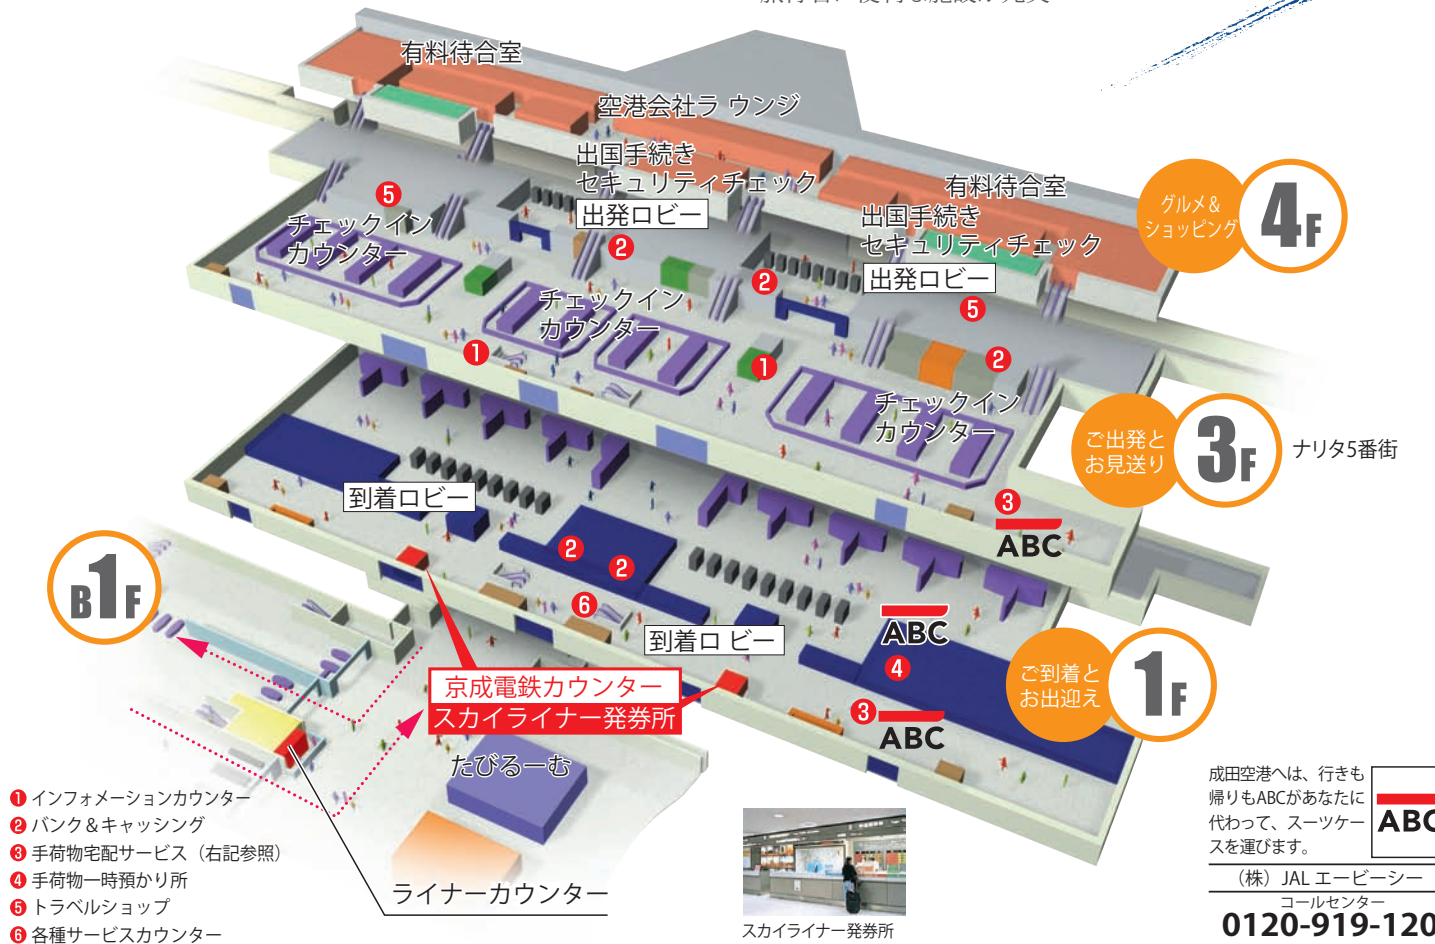 有料待合室
空港会社ラ ウンジ
出国手続き
セキュリティチェック
出発ロビー
有料待合室
出国手続き
セキュリティチェック
出発ロビー
5
チェックイン
カウンター
2
2
5
チェックイン
カウンター
1
1
2
チェックイン
カウンター
グルメ&
ショッピング
4F
ご出発と
お見送り
3F
ナリタ5番街
3
ABC
到着ロビー
2
2
6
到着ロ ビー
ABC
4
3
ABC
ご到着と
お出迎え
1F
B1F
京成電鉄カウンター
スカイライナー発券所
たびるーむ
ライナーカウンター
1 インフォメーションカウンター
2 バンク&キャッシング
3 手荷物宅配サービス(右記参照)
4 手荷物一時預かり所
5 トラベルショップ
6 各種サービスカウンター
スカイライナー発券所
成田空港へは、行きも
帰りもABCがあなたに
代わって、スーツケー
スを運びます。
ABC
(株)JAL エービーシー
コールセンター
0120-919-120